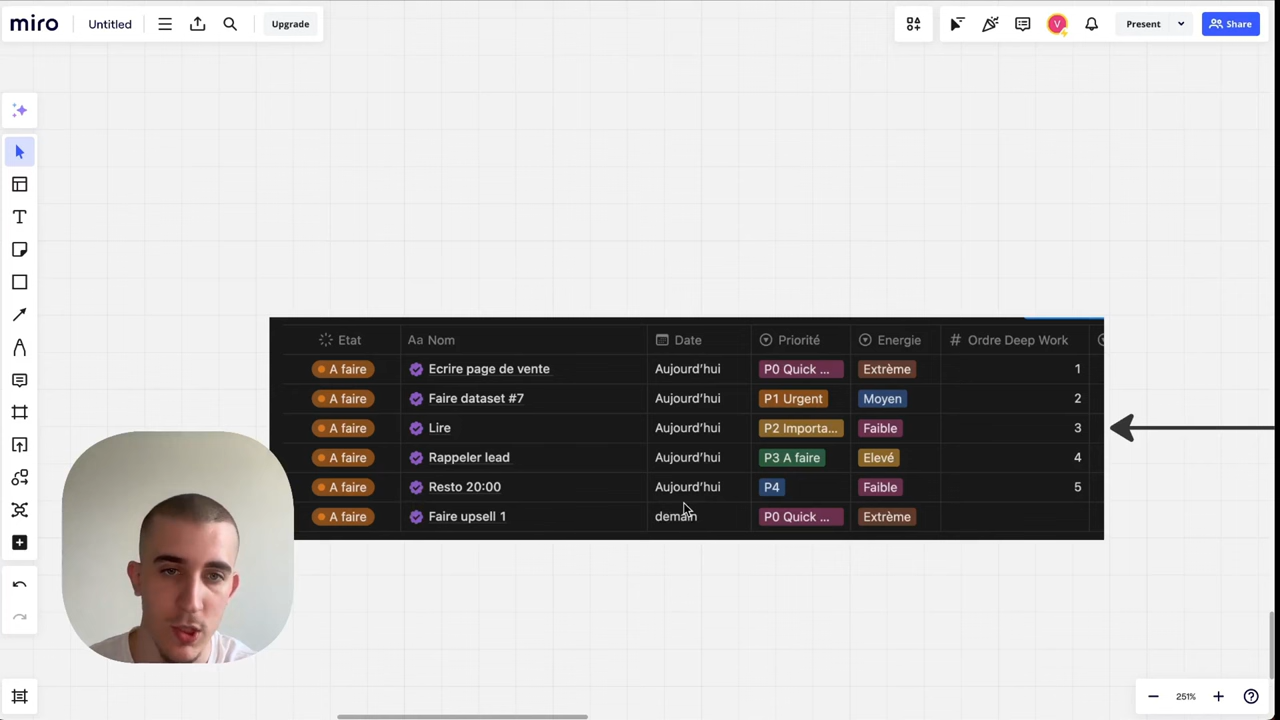 miro Untitled Upgrade V Present Share
Etat Aa Nom Date Priorité Energie # Ordre Deep Work
A faire Ecrire page de vente Aujourd'hui P0 Quick ... Extrème 1
A faire Faire dataset #7 Aujourd'hui P1 Urgent Moyen 2
A faire Lire Aujourd'hui P2 Importa... Faible 3
A faire Rappeler lead Aujourd'hui P3 A faire Elevé 4
A faire Resto 20:00 Aujourd'hui P4 Faible 5
A faire Faire upsell 1 demain P0 Quick ... Extrème
251%